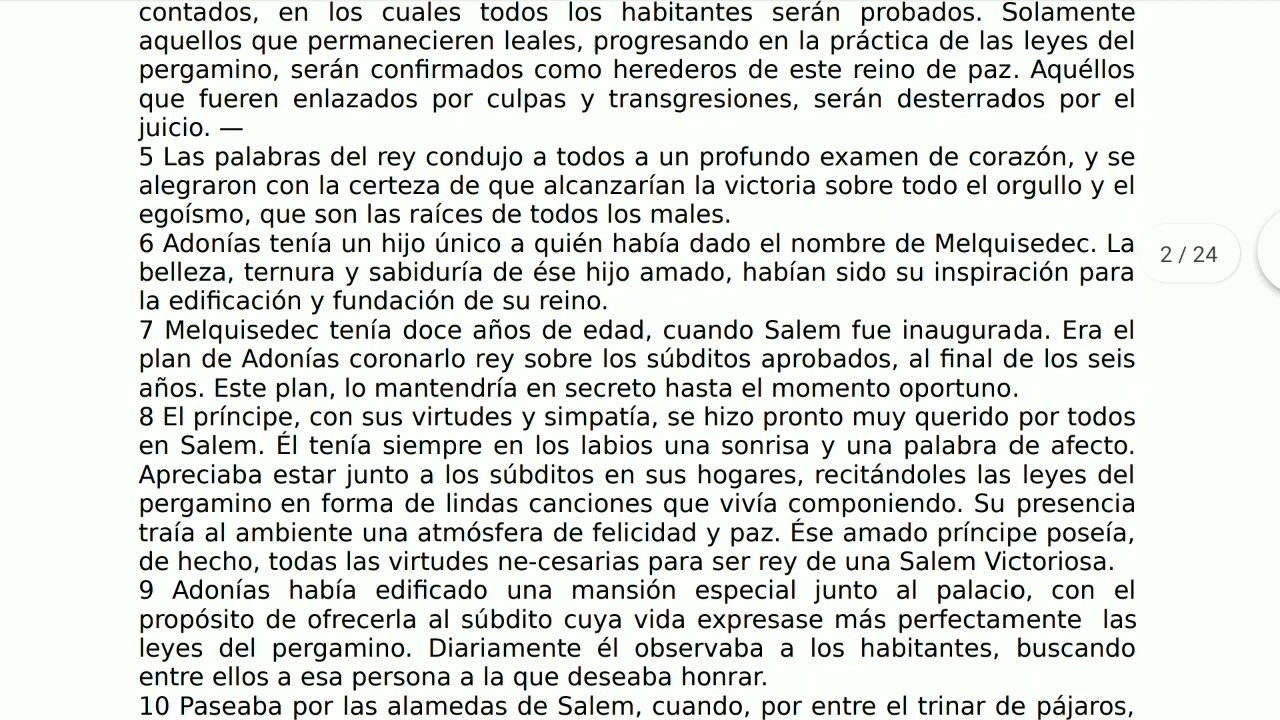 contados, en los cuales todos los habitantes serán probados. Solamente
aquellos que permanecieren leales, progresando en la práctica de las leyes del
pergamino, serán confirmados como herederos de este reino de paz. Aquéllos
que fueren enlazados por culpas y transgresiones, serán desterrados por el
juicio. —
5 Las palabras del rey condujo a todos a un profundo examen de corazón, y se
alegraron con la certeza de que alcanzarían la victoria sobre todo el orgullo y el
egoísmo, que son las raíces de todos los males.
6 Adonías tenía un hijo único a quién había dado el nombre de Melquisedec. La
belleza, ternura y sabiduría de ése hijo amado, habían sido su inspiración para
la edificación y fundación de su reino.
7 Melquisedec tenía doce años de edad, cuando Salem fue inaugurada. Era el
plan de Adonías coronarlo rey sobre los súbditos aprobados, al final de los seis
años. Este plan, lo mantendría en secreto hasta el momento oportuno.
8 El príncipe, con sus virtudes y simpatía, se hizo pronto muy querido por todos
en Salem. Él tenía siempre en los labios una sonrisa y una palabra de afecto.
Apreciaba estar junto a los súbditos en sus hogares, recitándoles las leyes del
pergamino en forma de lindas canciones que vivía componiendo. Su presencia
traía al ambiente una atmósfera de felicidad y paz. Ése amado príncipe poseía,
de hecho, todas las virtudes ne-cesarias para ser rey de una Salem Victoriosa.
9 Adonías había edificado una mansión especial junto al palacio, con el
propósito de ofrecerla al súbdito cuya vida expresase más perfectamente las
leyes del pergamino. Diariamente él observaba a los habitantes, buscando
entre ellos a esa persona a la que deseaba honrar.
10 Paseaba por las alamedas de Salem, cuando, por entre el trinar de pájaros,
2 / 24